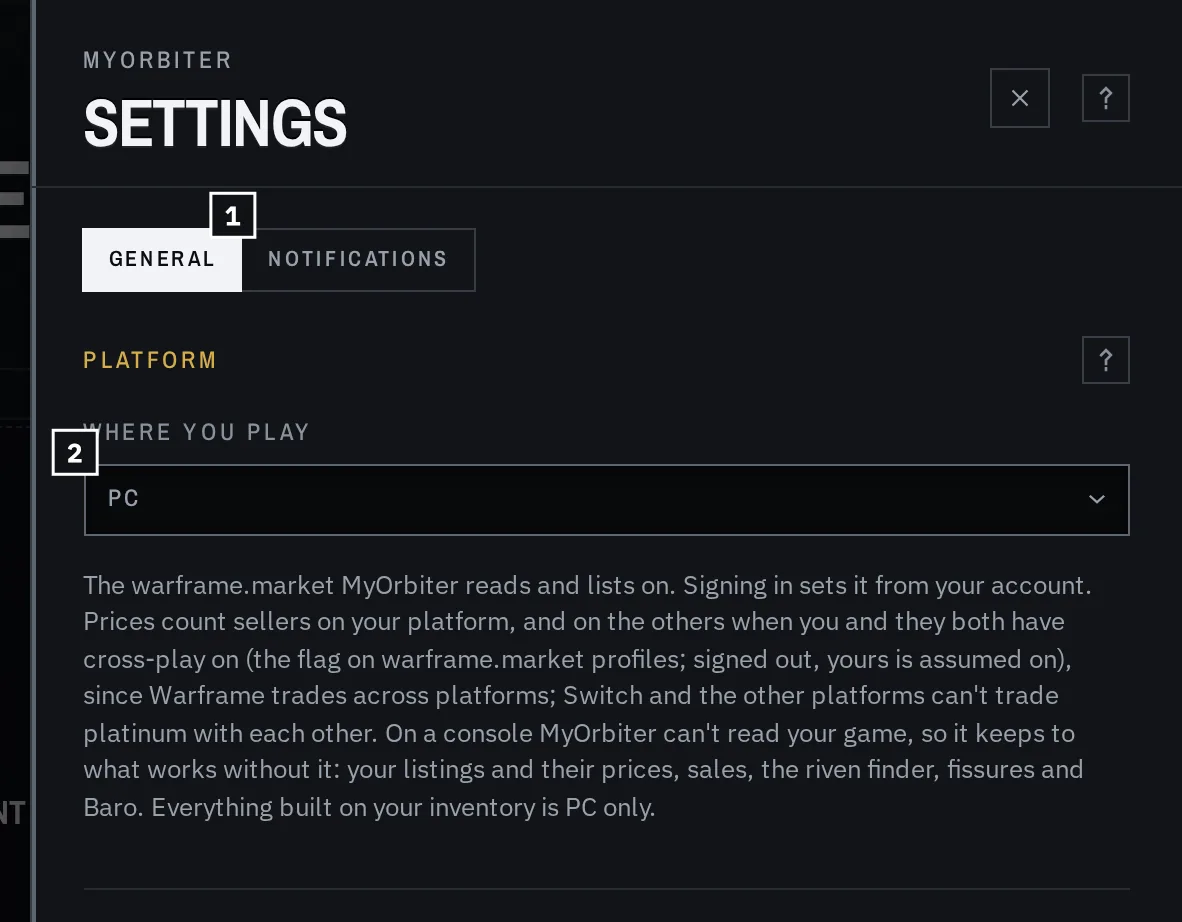 MYORBITER
SETTINGS
?
1
GENERAL
NOTIFICATIONS
PLATFORM
?
WHERE YOU PLAY
2
PC
The warframe.market MyOrbiter reads and lists on. Signing in sets it from your account.
Prices count sellers on your platform, and on the others when you and they both have
cross-play on (the flag on warframe.market profiles; signed out, yours is assumed on),
since Warframe trades across platforms; Switch and the other platforms can't trade
platinum with each other. On a console MyOrbiter can't read your game, so it keeps to
what works without it: your listings and their prices, sales, the riven finder, fissures and
Baro. Everything built on your inventory is PC only.
NT